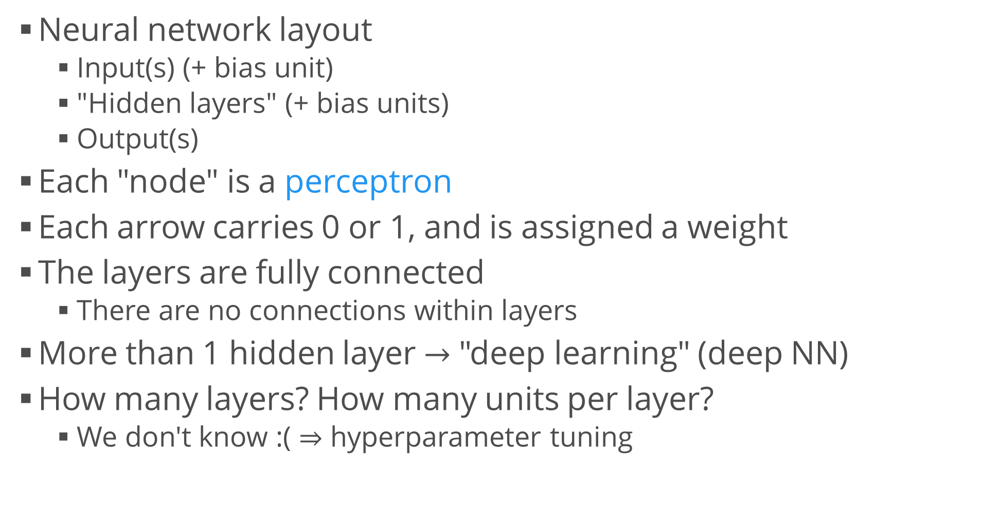 ▪ Neural network layout
▪ Input(s) (+ bias unit)
▪ "Hidden layers" (+ bias units)
▪ Output(s)
▪ Each "node" is a perceptron
▪ Each arrow carries 0 or 1, and is assigned a weight
▪ The layers are fully connected
▪ There are no connections within layers
▪ More than 1 hidden layer → "deep learning" (deep NN)
▪ How many layers? How many units per layer?
▪ We don't know :( ⇒ hyperparameter tuning